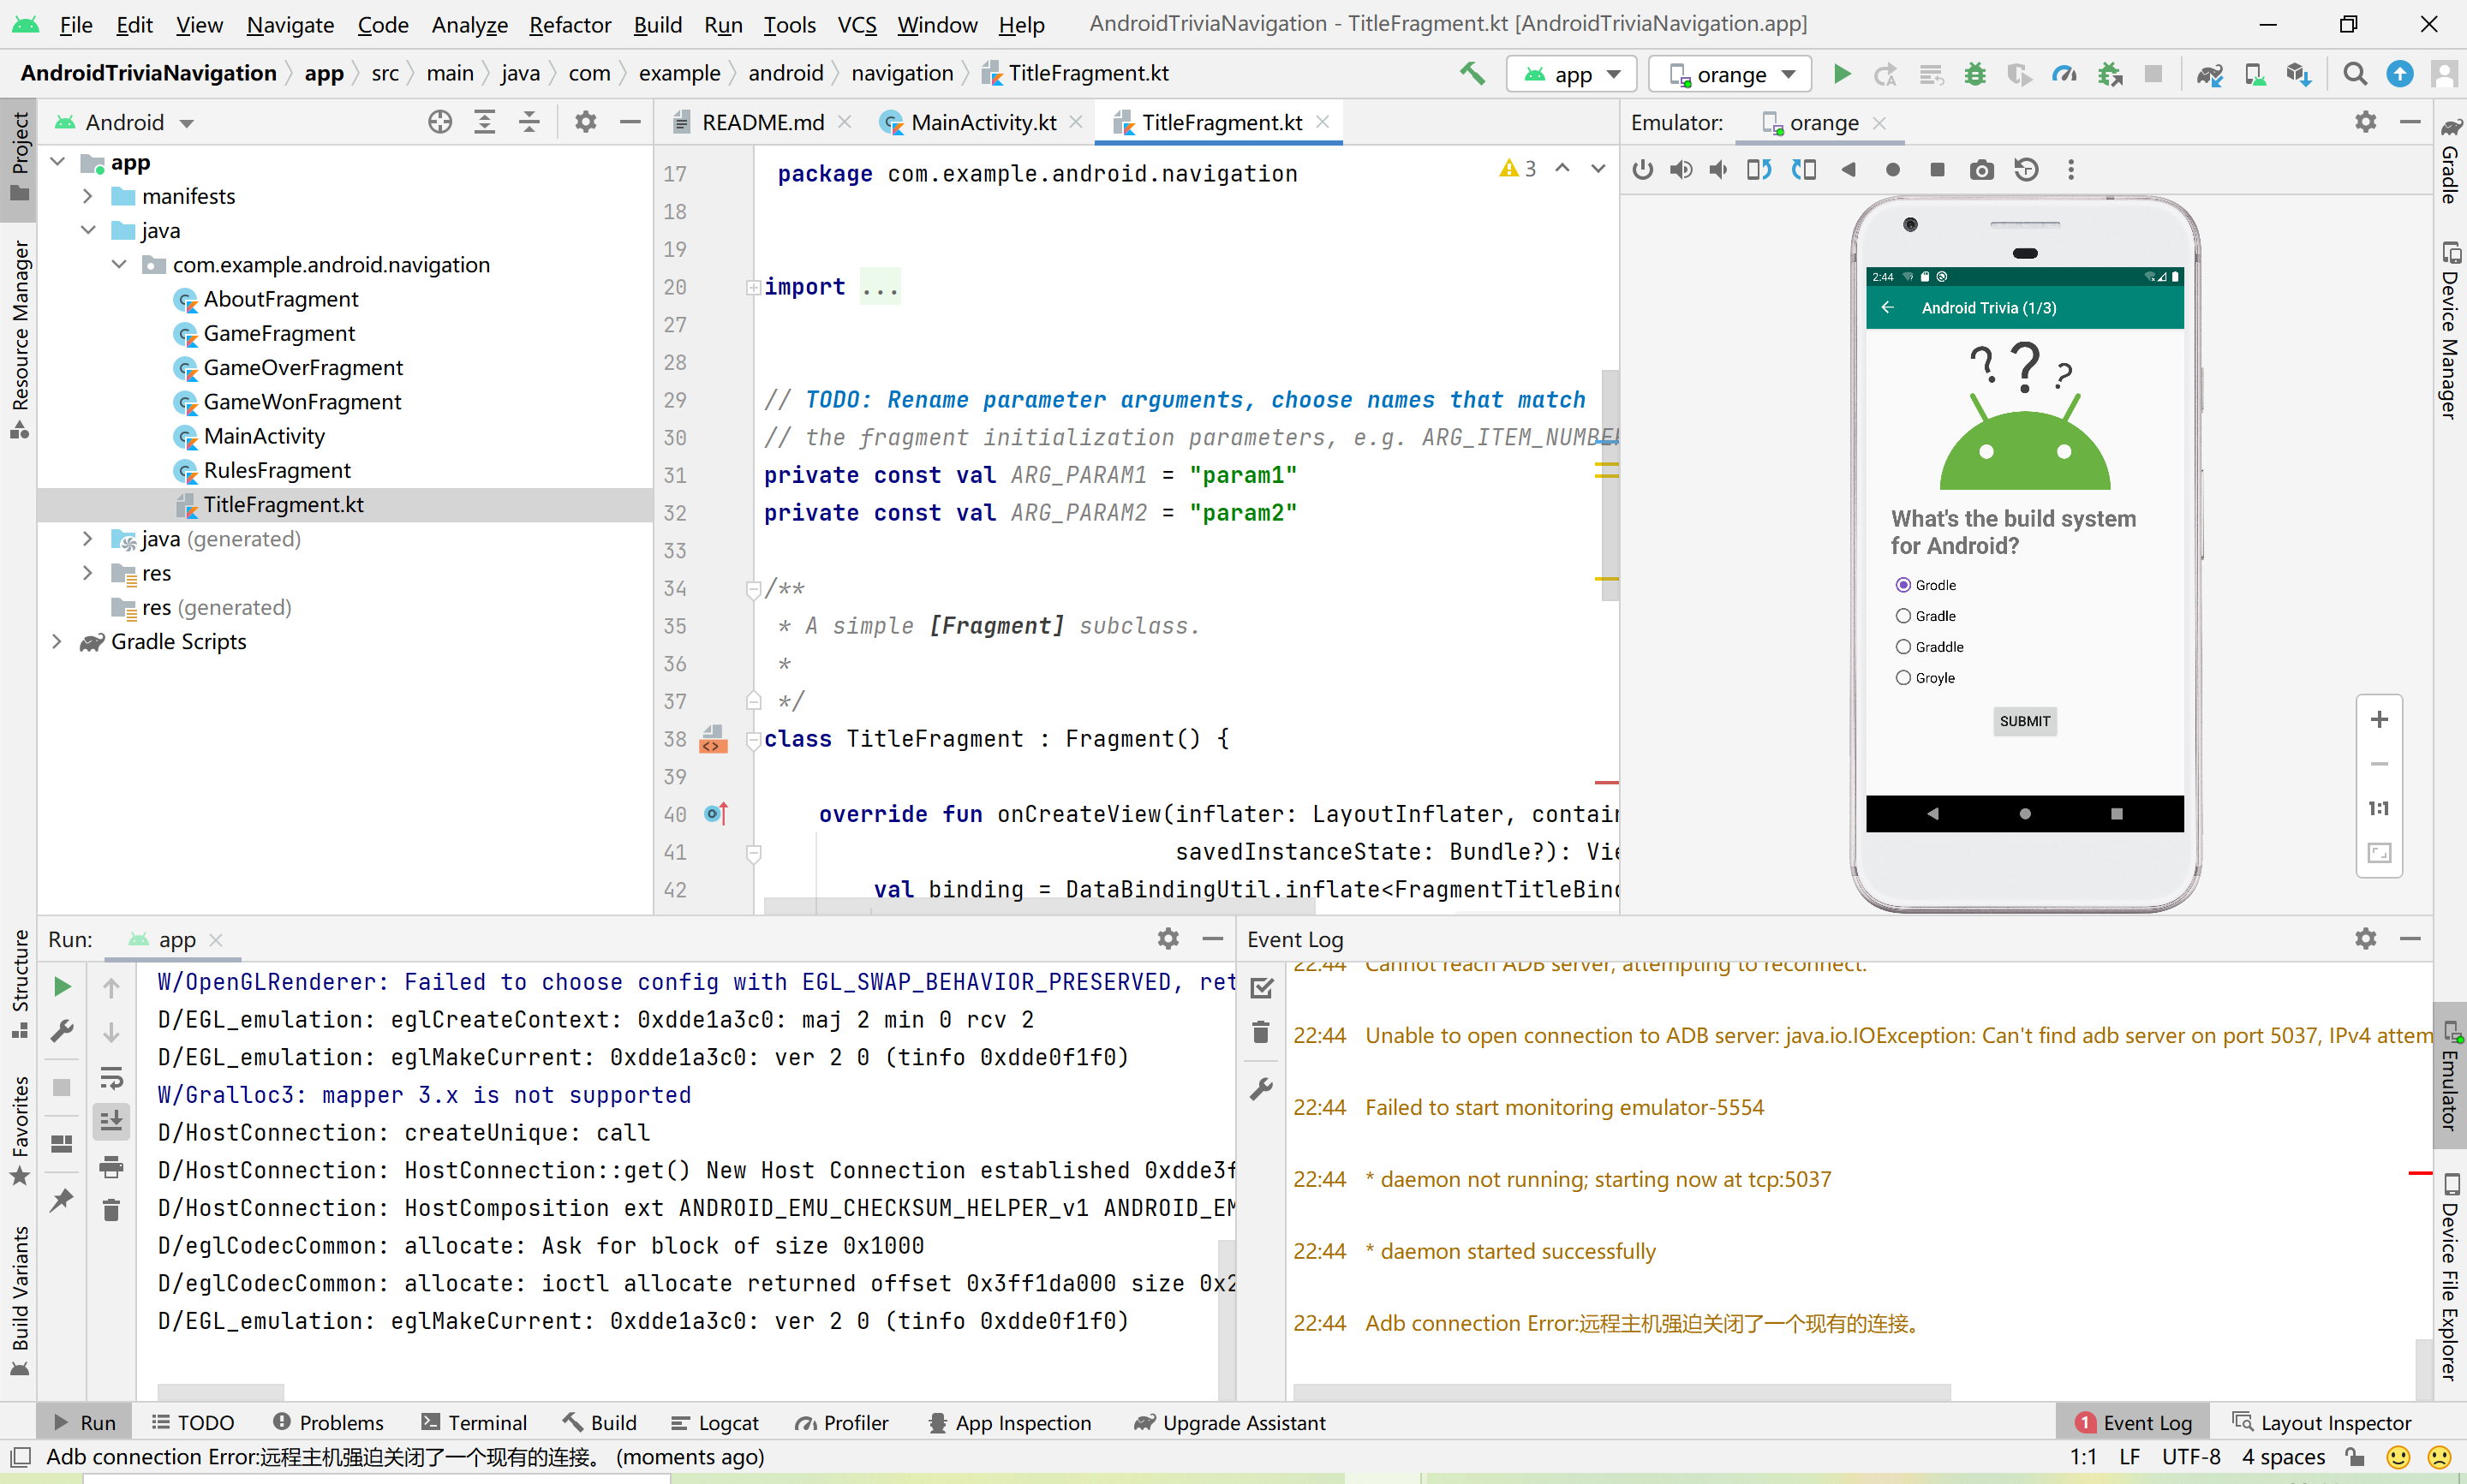 File Edit View Navigate Code Analyze Refactor Build Run Tools VCS Window Help AndroidTriviaNavigation - TitleFragment.kt [AndroidTriviaNavigation.app]
AndroidTriviaNavigation app src main java com example android navigation TitleFragment.kt app orange
Project
Resource Manager
Structure
Favorites
Build Variants
Android
app
manifests
java
com.example.android.navigation
AboutFragment
GameFragment
GameOverFragment
GameWonFragment
MainActivity
RulesFragment
TitleFragment.kt
java (generated)
res
res (generated)
Gradle Scripts
README.md MainActivity.kt TitleFragment.kt
3
17 package com.example.android.navigation
18
19
20 import ...
27
28
29 // TODO: Rename parameter arguments, choose names that match
30 // the fragment initialization parameters, e.g. ARG_ITEM_NUMBER
31 private const val ARG_PARAM1 = "param1"
32 private const val ARG_PARAM2 = "param2"
33
34 /**
35 * A simple [Fragment] subclass.
36 *
37 */
38 class TitleFragment : Fragment() {
39
40 override fun onCreateView(inflater: LayoutInflater, contain
41 savedInstanceState: Bundle?): Vie
42 val binding = DataBindingUtil.inflate<FragmentTitleBind
Emulator: orange
2:44
Android Trivia (1/3)
? ? ?
What's the build system
for Android?
Grodle
Gradle
Graddle
Groyle
SUBMIT
1:1
Gradle
Device Manager
Emulator
Device File Explorer
Run: app
W/OpenGLRenderer: Failed to choose config with EGL_SWAP_BEHAVIOR_PRESERVED, ret
D/EGL_emulation: eglCreateContext: 0xdde1a3c0: maj 2 min 0 rcv 2
D/EGL_emulation: eglMakeCurrent: 0xdde1a3c0: ver 2 0 (tinfo 0xdde0f1f0)
W/Gralloc3: mapper 3.x is not supported
D/HostConnection: createUnique: call
D/HostConnection: HostConnection::get() New Host Connection established 0xdde3f
D/HostConnection: HostComposition ext ANDROID_EMU_CHECKSUM_HELPER_v1 ANDROID_EM
D/eglCodecCommon: allocate: Ask for block of size 0x1000
D/eglCodecCommon: allocate: ioctl allocate returned offset 0x3ff1da000 size 0x2
D/EGL_emulation: eglMakeCurrent: 0xdde1a3c0: ver 2 0 (tinfo 0xdde0f1f0)
Event Log
22:44 Cannot reach ADB server, attempting to reconnect.
22:44 Unable to open connection to ADB server: java.io.IOException: Can't find adb server on port 5037, IPv4 attem
22:44 Failed to start monitoring emulator-5554
22:44 * daemon not running; starting now at tcp:5037
22:44 * daemon started successfully
22:44 Adb connection Error:远程主机强迫关闭了一个现有的连接。
Run TODO Problems Terminal Build Logcat Profiler App Inspection Upgrade Assistant 1 Event Log Layout Inspector
Adb connection Error:远程主机强迫关闭了一个现有的连接。 (moments ago) 1:1 LF UTF-8 4 spaces